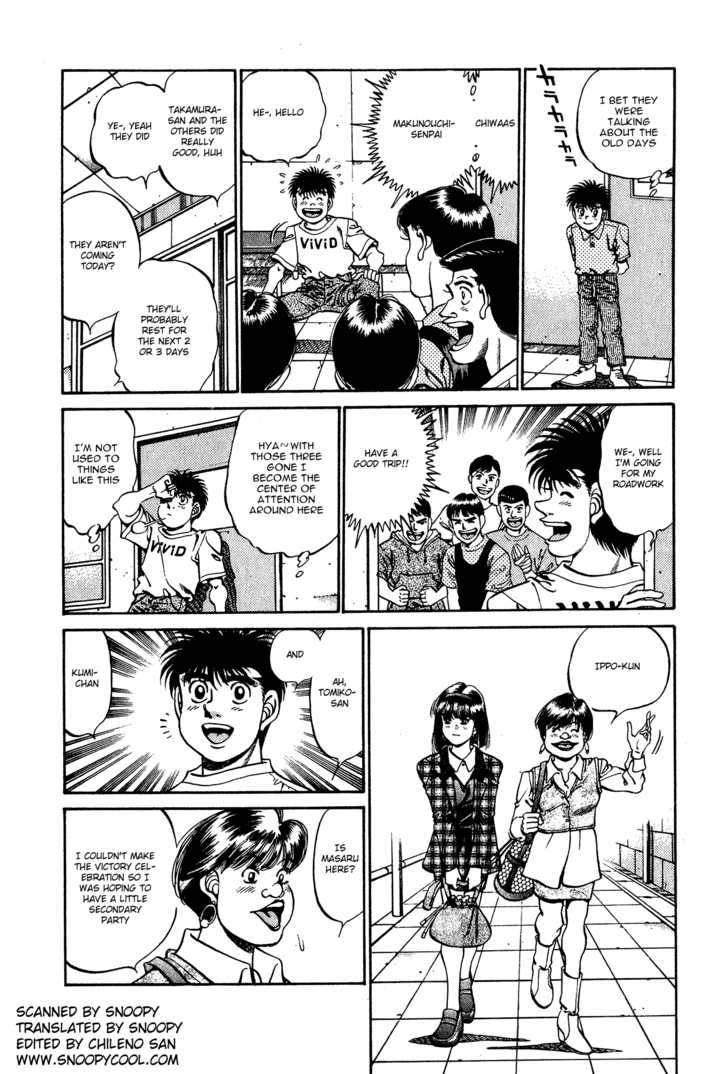 I BET THEY
WERE
TALKING
ABOUT THE
OLD DAYS
ガラララ
CHIWAAS
MAKUNOUCHI-
SENPAI
HE-, HELLO
ViViD
TAKAMURA-
SAN AND THE
OTHERS DID
REALLY
GOOD, HUH
YE-, YEAH
THEY DID
THEY AREN'T
COMING
TODAY?
THEY'LL
PROBABLY
REST FOR
THE NEXT 2
OR 3 DAYS
WE-, WELL
I'M GOING
FOR MY
ROADWORK
HAVE A
GOOD TRIP!!
ViViD
HYA~WITH
THOSE THREE
GONE I
BECOME THE
CENTER OF
ATTENTION
AROUND HERE
I'M NOT
USED TO
THINGS
LIKE THIS
ViViD
IPPO-KUN
AH,
TOMIKO-
SAN
AND
KUMI-
CHAN
IS
MASARU
HERE?
I COULDN'T MAKE
THE VICTORY CEL-
EBRATION SO I
WAS HOPING TO
HAVE A LITTLE
SECONDARY
PARTY
SCANNED BY SNOOPY
TRANSLATED BY SNOOPY
EDITED BY CHILENO SAN
WWW.SNOOPYCOOL.COM